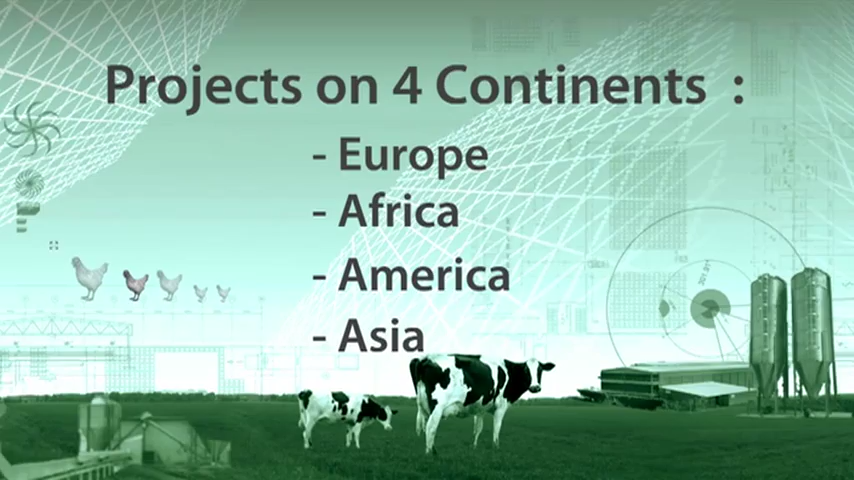 Projects on 4 Continents :
- Europe
- Africa
- America
- Asia